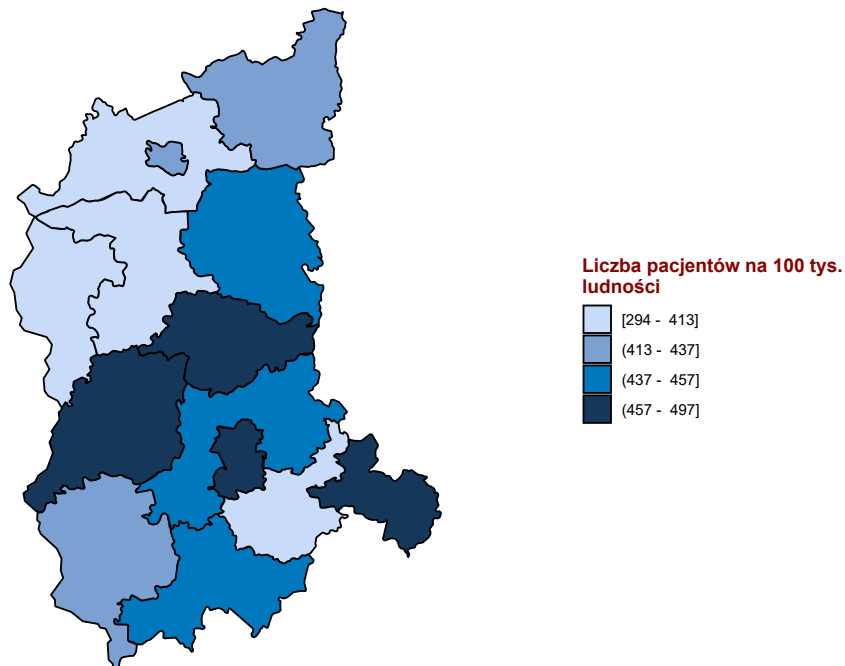 Liczba pacjentów na 100 tys.
ludności
[294 - 413]
(413 - 437]
(437 - 457]
(457 - 497]